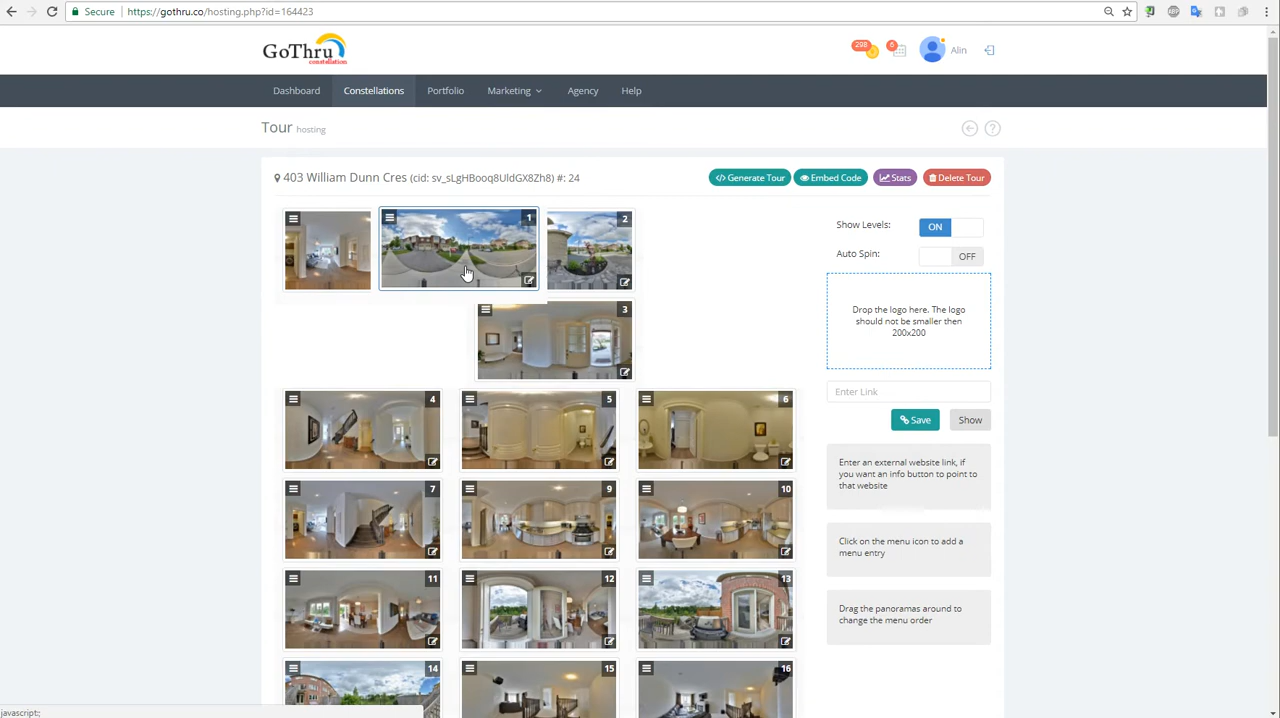 Secure
https://gothru.co/hosting.php?id=164423
GoThru
constellation
298
6
Alin
Dashboard
Constellations
Portfolio
Marketing
Agency
Help
Tour hosting
403 William Dunn Cres (cid: sv_sLgHBooq8UIdGX8Zh8) #: 24
Generate Tour
Embed Code
Stats
Delete Tour
1
2
3
4
5
6
7
9
10
11
12
13
14
15
16
Show Levels:
ON
Auto Spin:
OFF
Drop the logo here. The logo
should not be smaller then
200x200
Enter Link
Save
Show
Enter an external website link, if
you want an info button to point to
that website
Click on the menu icon to add a
menu entry
Drag the panoramas around to
change the menu order
javascript:;